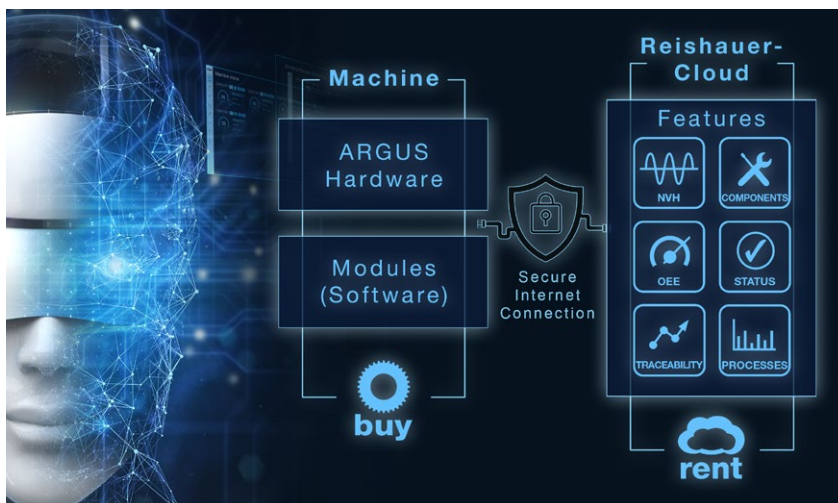 Machine
ARGUS
Hardware
Modules
(Software)
buy
Secure
Internet
Connection
Reishauer-
Cloud
Features
NVH
COMPONENTS
OEE
STATUS
TRACEABILITY
PROCESSES
rent